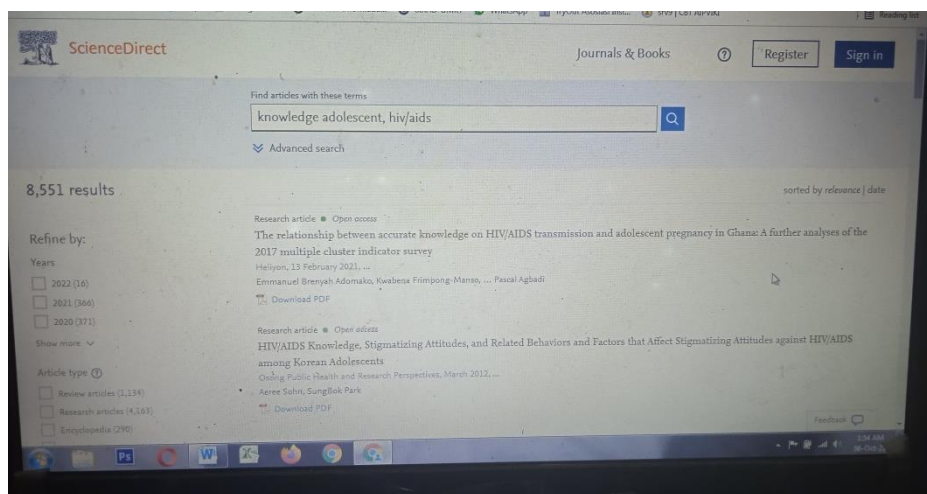 Reading list
ScienceDirect
Journals & Books
Register
Sign in
Find articles with these terms
knowledge adolescent, hiv/aids
Advanced search
8,551 results
sorted by relevance | date
Refine by:
Years
2022 (16)
2021 (366)
2020 (371)
Show more
Article type
Review articles (1,134)
Research articles (4,163)
Encyclopedia (290)
Research article Open access
The relationship between accurate knowledge on HIV/AIDS transmission and adolescent pregnancy in Ghana: A further analyses of the
2017 multiple cluster indicator survey
Heliyon, 13 February 2021, ...
Emmanuel Brenyah Adomako, Kwabena Frimpong-Manso, ... Pascal Agbadi
Download PDF
Research article Open access
HIV/AIDS Knowledge, Stigmatizing Attitudes, and Related Behaviors and Factors that Affect Stigmatizing Attitudes against HIV/AIDS
among Korean Adolescents
Osong Public Health and Research Perspectives, March 2012, ...
Aeree Sohn, SungBok Park
Download PDF
Feedback
Ps
W
3:54 AM